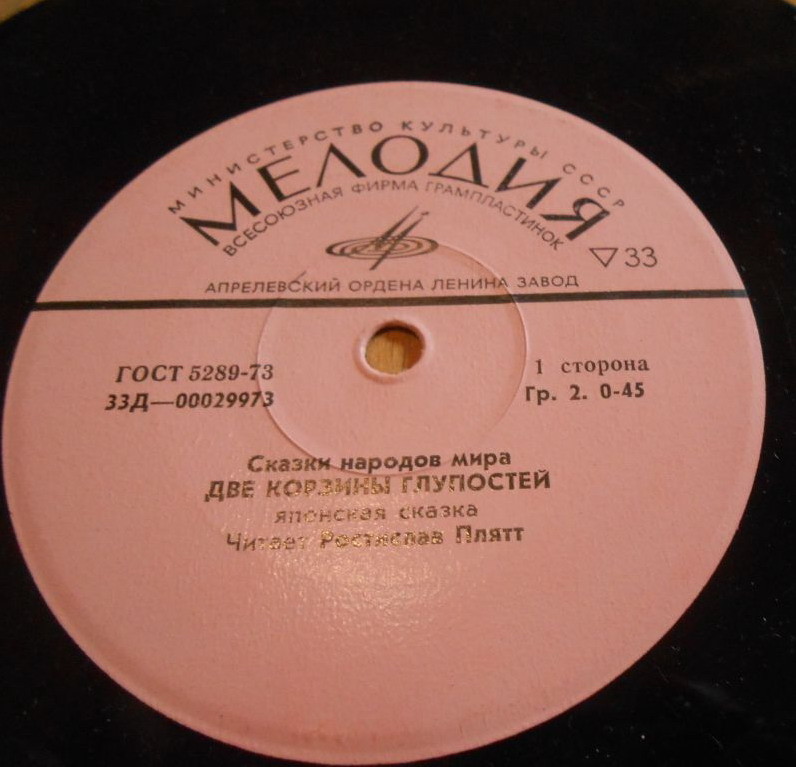 МИНИСТЕРСТВО КУЛЬТУРЫ СССР
МЕЛОДИЯ
ВСЕСОЮЗНАЯ ФИРМА ГРАМПЛАСТИНОК
33
АПРЕЛЕВСКИЙ ОРДЕНА ЛЕНИНА ЗАВОД
ГОСТ 5289-73
33Д—00029973
1 сторона
Гр. 2. 0-45
Сказки народов мира
ДВЕ КОРЗИНЫ ГЛУПОСТЕЙ
японская сказка
Читает Ростислав Плятт